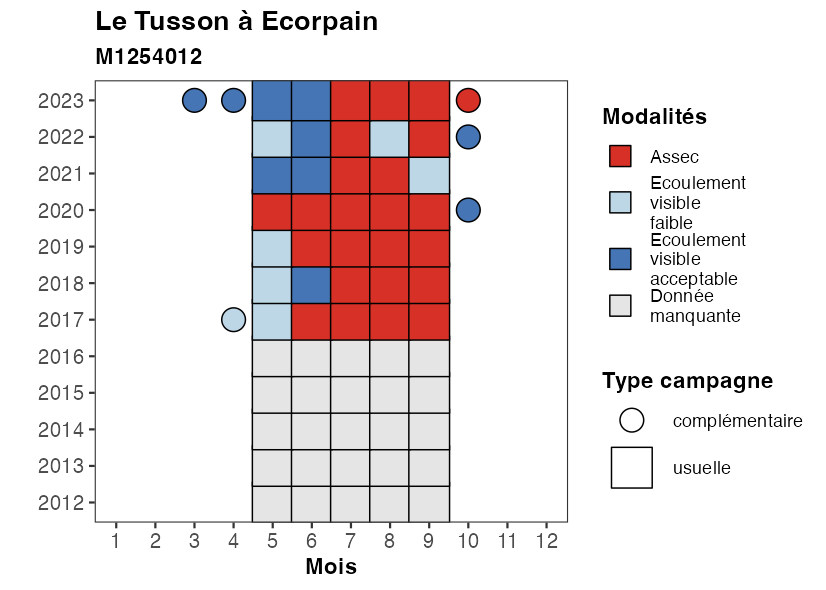 Le Tusson à Ecorpain
M1254012
2023
2022
2021
2020
2019
2018
2017
2016
2015
2014
2013
2012
1 2 3 4 5 6 7 8 9 10 11 12
Mois
Modalités
Assec
Ecoulement
visible
faible
Ecoulement
visible
acceptable
Donnée
manquante
Type campagne
complémentaire
usuelle